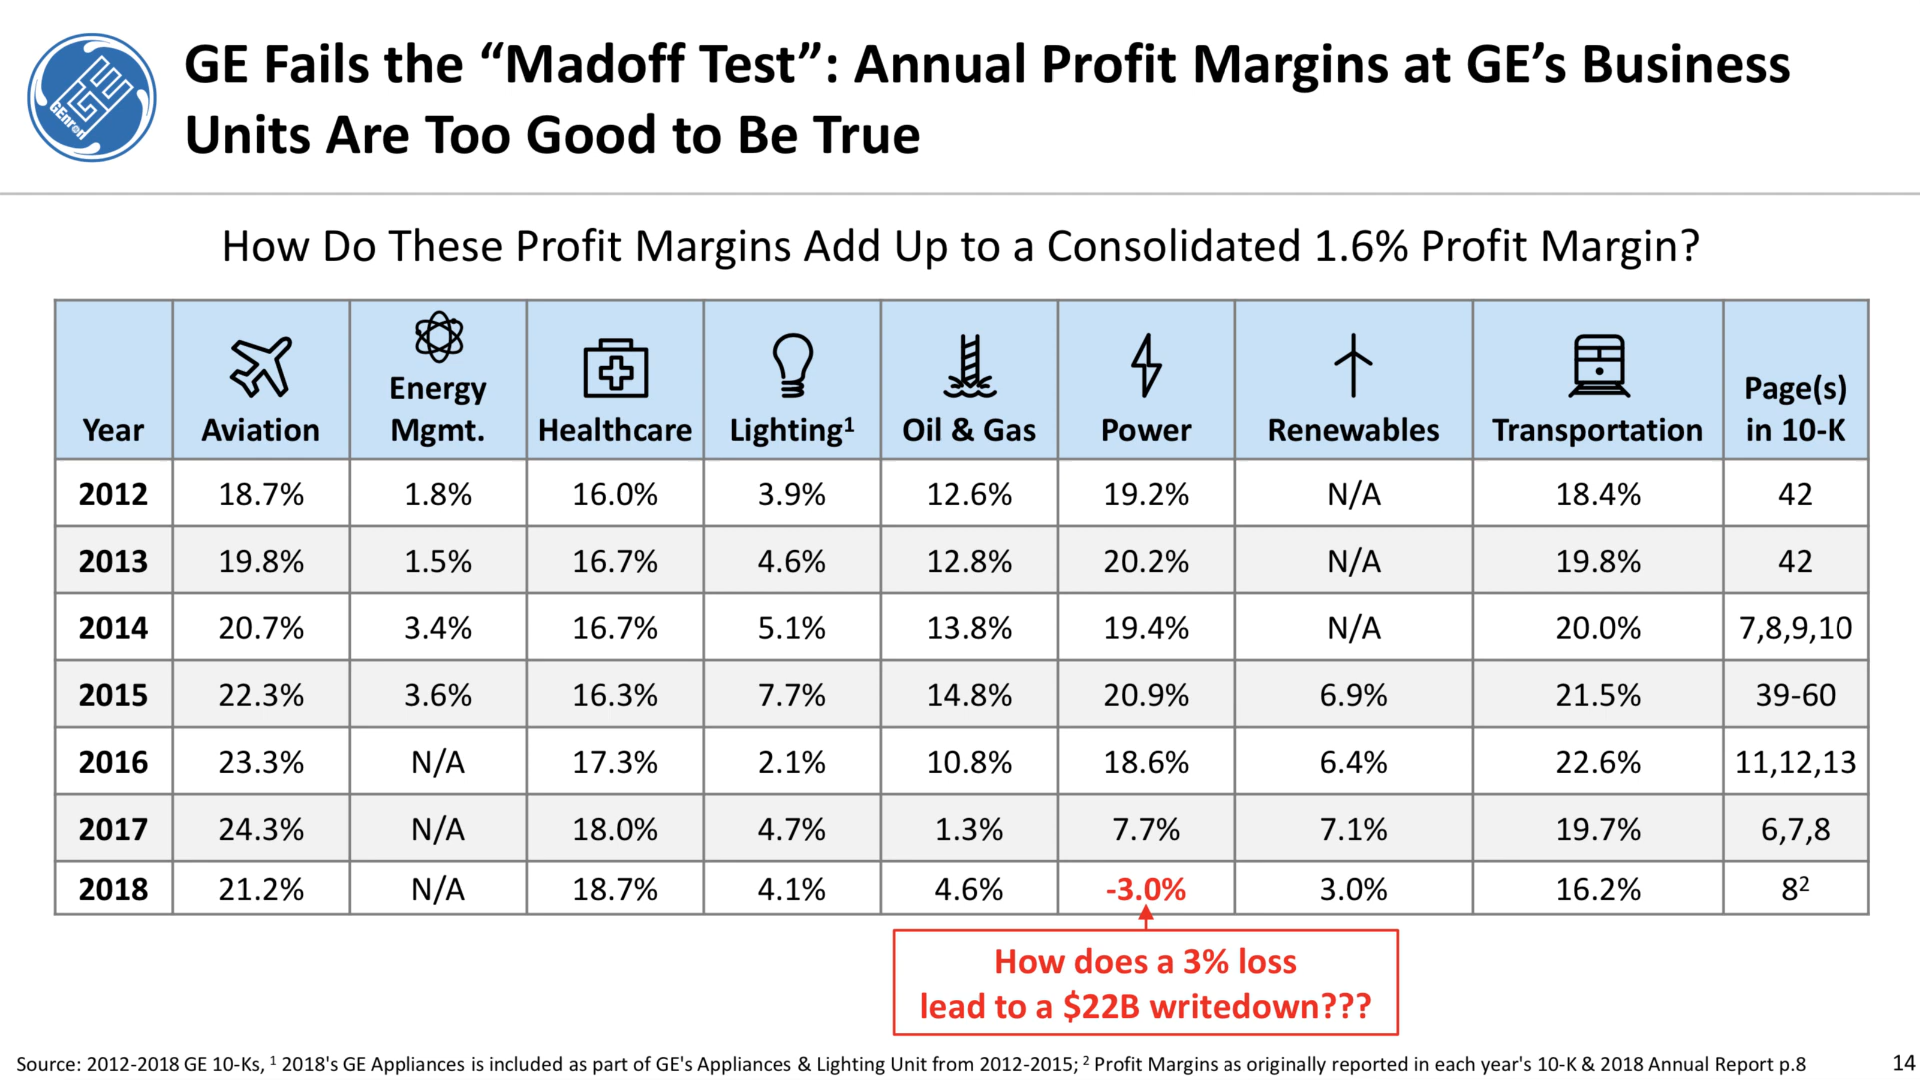 GEnron
GE Fails the “Madoff Test”: Annual Profit Margins at GE’s Business
Units Are Too Good to Be True
How Do These Profit Margins Add Up to a Consolidated 1.6% Profit Margin?
Year Aviation Energy Mgmt. Healthcare Lighting¹ Oil & Gas Power Renewables Transportation Page(s) in 10-K
2012 18.7% 1.8% 16.0% 3.9% 12.6% 19.2% N/A 18.4% 42
2013 19.8% 1.5% 16.7% 4.6% 12.8% 20.2% N/A 19.8% 42
2014 20.7% 3.4% 16.7% 5.1% 13.8% 19.4% N/A 20.0% 7,8,9,10
2015 22.3% 3.6% 16.3% 7.7% 14.8% 20.9% 6.9% 21.5% 39-60
2016 23.3% N/A 17.3% 2.1% 10.8% 18.6% 6.4% 22.6% 11,12,13
2017 24.3% N/A 18.0% 4.7% 1.3% 7.7% 7.1% 19.7% 6,7,8
2018 21.2% N/A 18.7% 4.1% 4.6% -3.0% 3.0% 16.2% 8²
How does a 3% loss
lead to a $22B writedown???
Source: 2012-2018 GE 10-Ks, ¹ 2018's GE Appliances is included as part of GE's Appliances & Lighting Unit from 2012-2015; ² Profit Margins as originally reported in each year's 10-K & 2018 Annual Report p.8
14